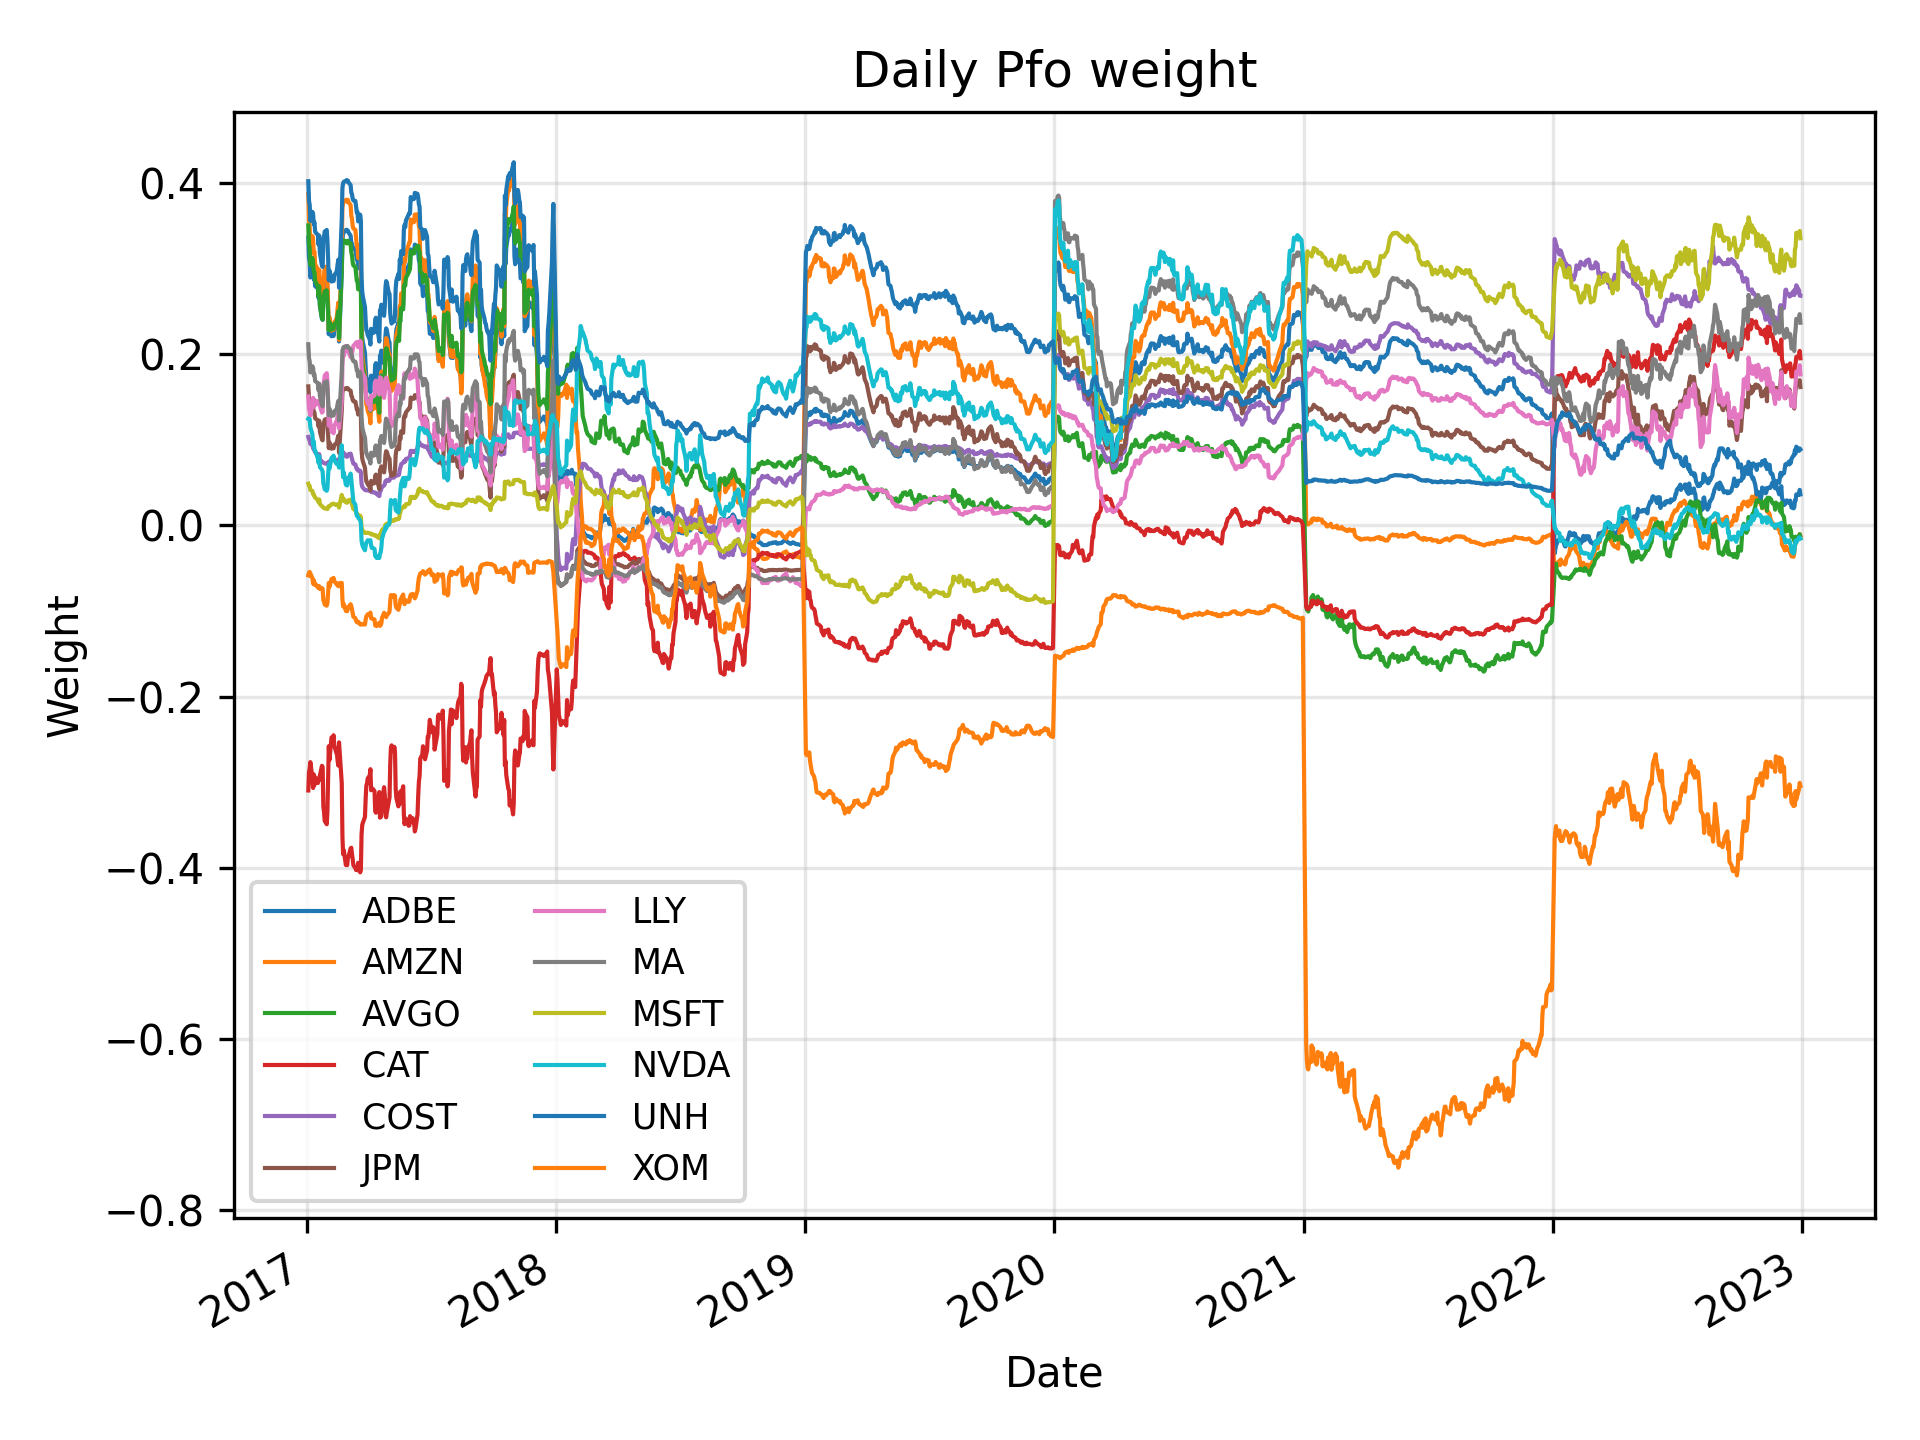 Daily Pfo weight
0.4
0.2
0.0
−0.2
−0.4
−0.6
−0.8
Weight
ADBE
AMZN
AVGO
CAT
COST
JPM
LLY
MA
MSFT
NVDA
UNH
XOM
2017
2018
2019
2020
2021
2022
2023
Date